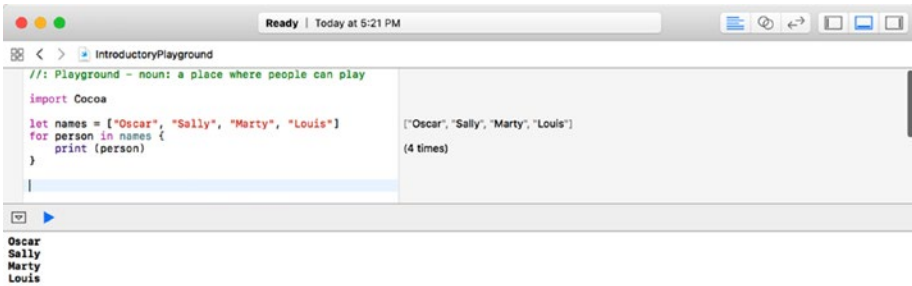 Ready | Today at 5:21 PM
IntroductoryPlayground
//: Playground - noun: a place where people can play
import Cocoa
let names = ["Oscar", "Sally", "Marty", "Louis"]
["Oscar", "Sally", "Marty", "Louis"]
for person in names {
print (person)
(4 times)
}
Oscar
Sally
Marty
Louis